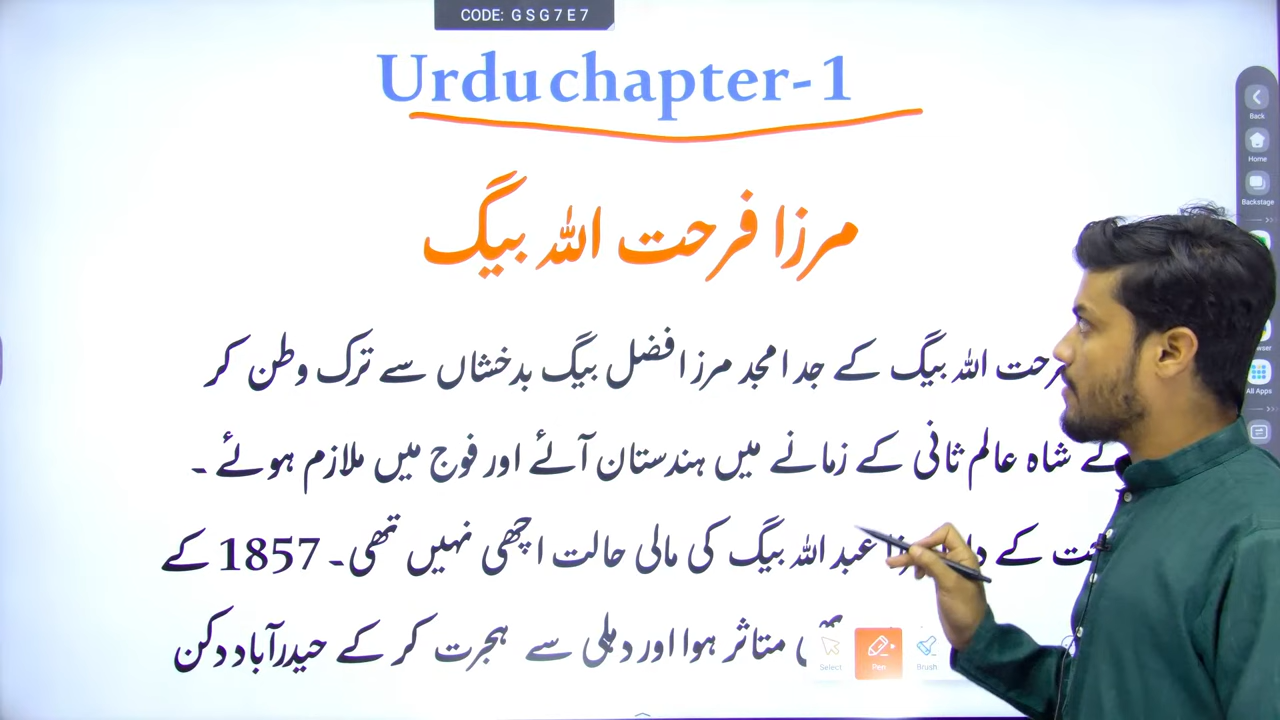 CODE: G S G 7 E 7
Urdu chapter-1
مرزا فرحت اللہ بیگ
اللہ بیگ کے جد امجد مرزا افضل بیگ بدخشاں سے ترک وطن کر
کے شاہ عالم ثانی کے زمانے میں ہندستان آئے اور فوج میں ملازم ہوئے ۔
کے عبد اللہ بیگ کی مالی حالت اچھی نہیں تھی۔ 1857 کے
متاثر ہوا اور دہلی سے ہجرت کر کے حیدرآباد دکن
Back
Home
Backstage
All Apps
Select
Pen
Brush